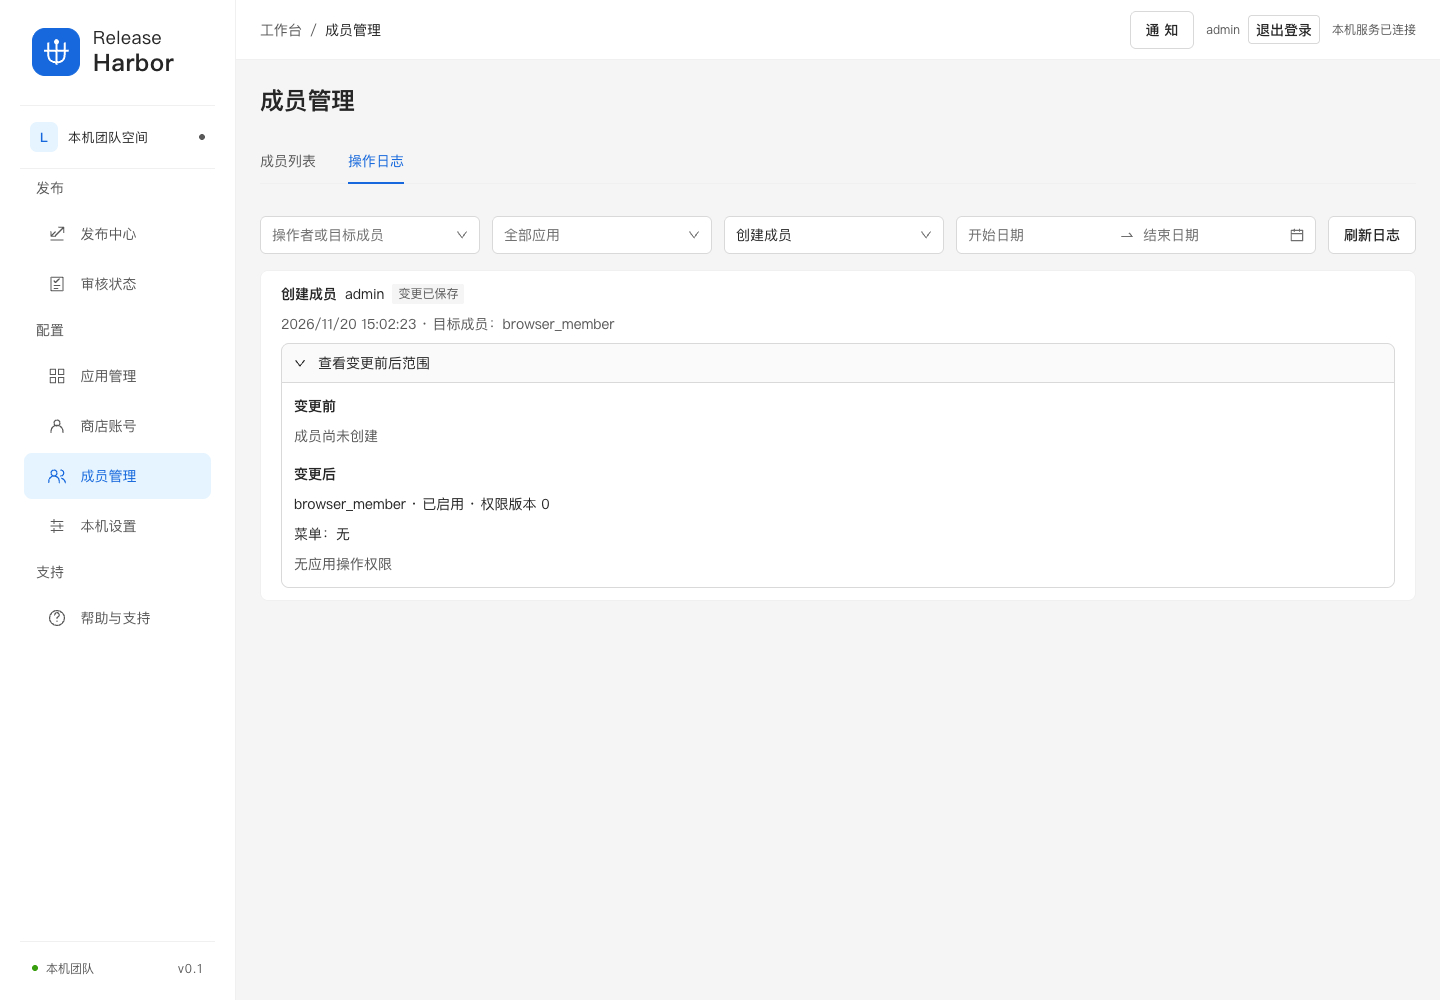 Release
Harbor
L 本机团队空间
发布
发布中心
审核状态
配置
应用管理
商店账号
成员管理
本机设置
支持
帮助与支持
本机团队 v0.1
工作台 / 成员管理
通 知 admin 退出登录 本机服务已连接
成员管理
成员列表 操作日志
操作者或目标成员 全部应用 创建成员 开始日期 结束日期 刷新日志
创建成员 admin 变更已保存
2026/11/20 15:02:23 · 目标成员：browser_member
查看变更前后范围
变更前
成员尚未创建
变更后
browser_member · 已启用 · 权限版本 0
菜单：无
无应用操作权限